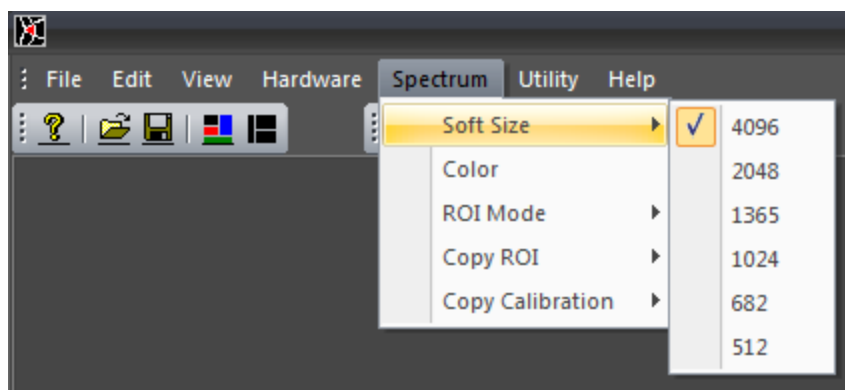 File Edit View Hardware Spectrum Utility Help
Soft Size
Color
ROI Mode
Copy ROI
Copy Calibration
4096
2048
1365
1024
682
512